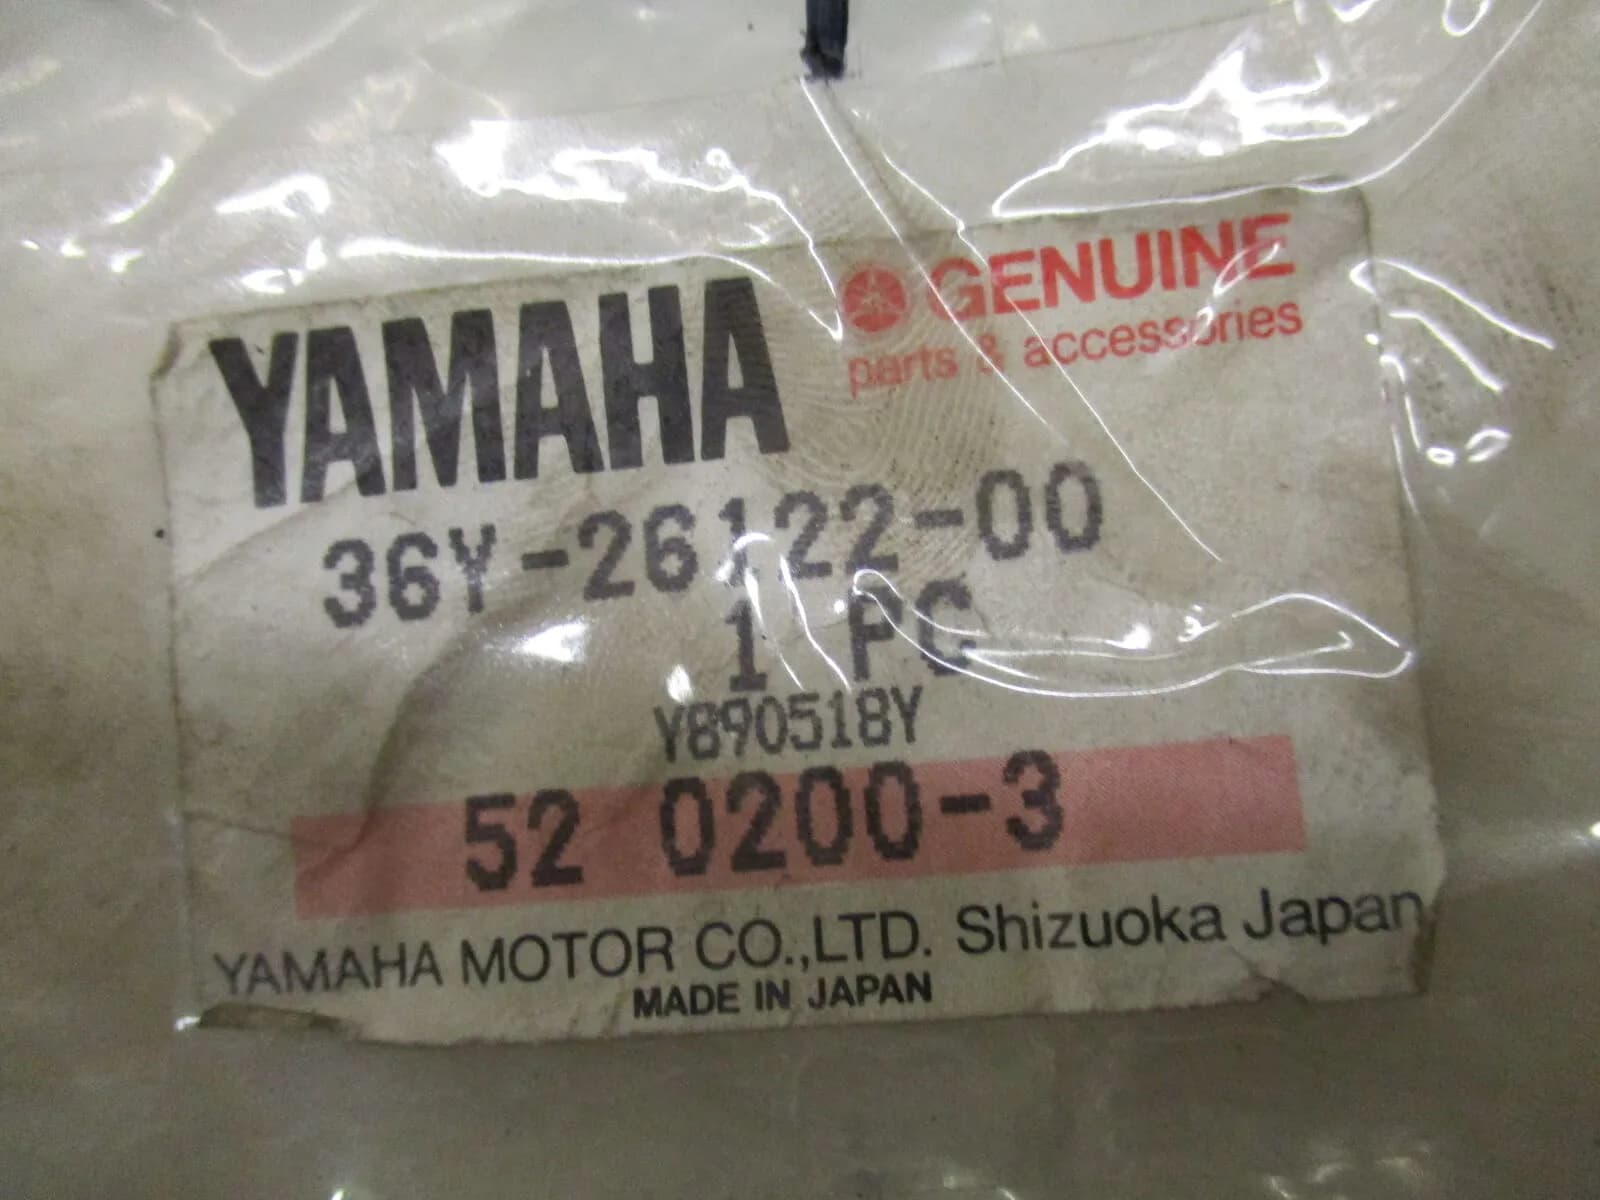 YAMAHA
GENUINE
parts & accessories
36Y-26122-00
1 PC
Y890518Y
52 0200-3
YAMAHA MOTOR CO.,LTD. Shizuoka Japan
MADE IN JAPAN